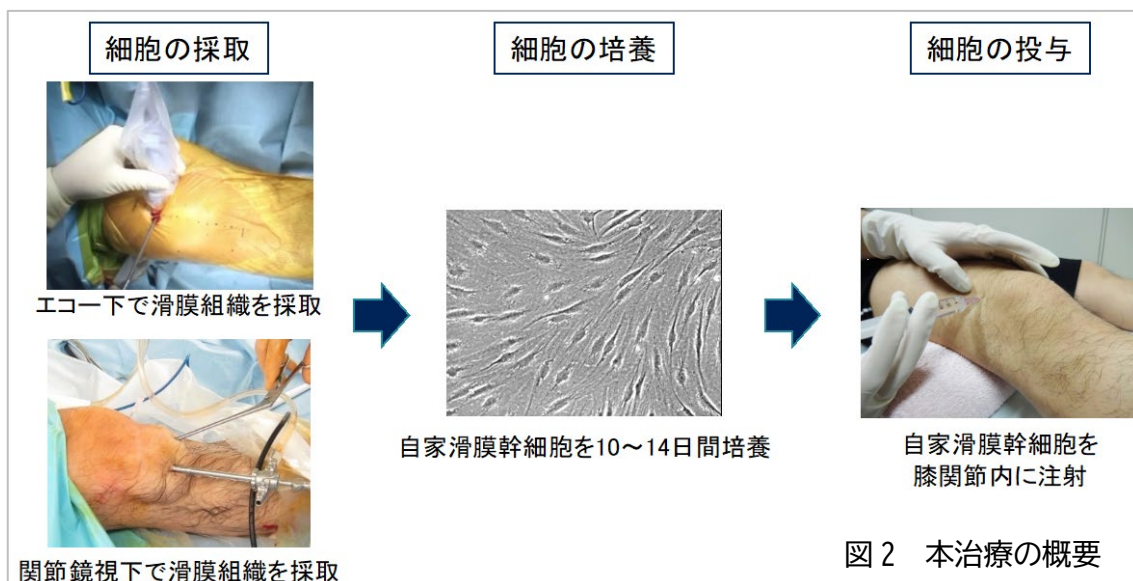 細胞の採取
エコー下で滑膜組織を採取
関節鏡視下で滑膜組織を採取
細胞の培養
自家滑膜幹細胞を10～14日間培養
細胞の投与
自家滑膜幹細胞を
膝関節内に注射
図2 本治療の概要